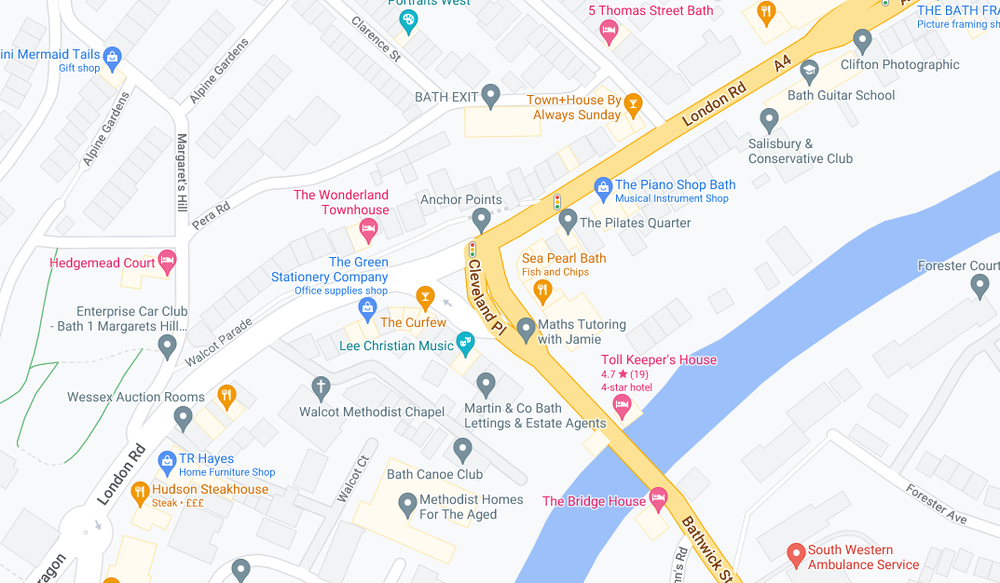 Portraits West
5 Thomas Street Bath
THE BATH FRA
Picture framing sh
A
ini Mermaid Tails
Gift shop
Clarence St
Alpine Gardens
A4
Clifton Photographic
Bath Guitar School
BATH EXIT
Town+House By
Always Sunday
London Rd
Alpine Gardens
Margaret's Hill
Salisbury &
Conservative Club
The Wonderland
Townhouse
Anchor Points
The Piano Shop Bath
Musical Instrument Shop
Pera Rd
The Pilates Quarter
Hedgemead Court
The Green
Stationery Company
Office supplies shop
Cleveland Pl
Sea Pearl Bath
Fish and Chips
Forester Court
Enterprise Car Club
- Bath 1 Margarets Hill...
The Curfew
Maths Tutoring
with Jamie
Walcot Parade
Lee Christian Music
Toll Keeper's House
4.7 ★ (19)
4-star hotel
Wessex Auction Rooms
Walcot Methodist Chapel
Martin & Co Bath
Lettings & Estate Agents
TR Hayes
Home Furniture Shop
London Rd
Walcot Ct
Bath Canoe Club
Hudson Steakhouse
Steak • £££
Methodist Homes
For The Aged
The Bridge House
Forester Ave
Bathwick St
South Western
Ambulance Service
ragon
nn's Rd